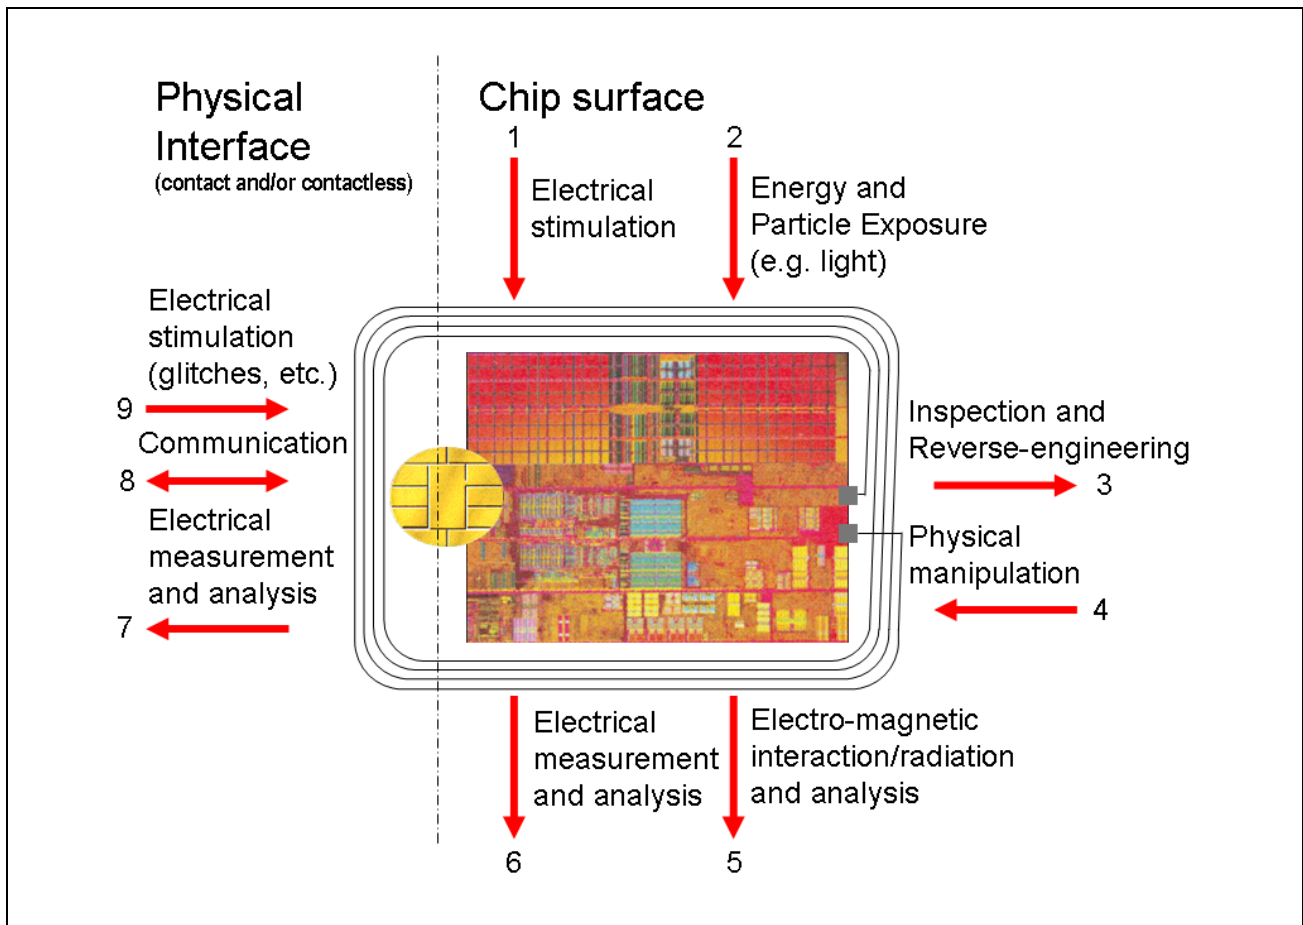 Physical
Interface
(contact and/or contactless)
Chip surface
1
2
Electrical
stimulation
Energy and
Particle Exposure
(e.g. light)
Electrical
stimulation
(glitches, etc.)
9
Communication
8
Electrical
measurement
and analysis
7
Inspection and
Reverse-engineering
3
Physical
manipulation
4
Electrical
measurement
and analysis
6
Electro-magnetic
interaction/radiation
and analysis
5